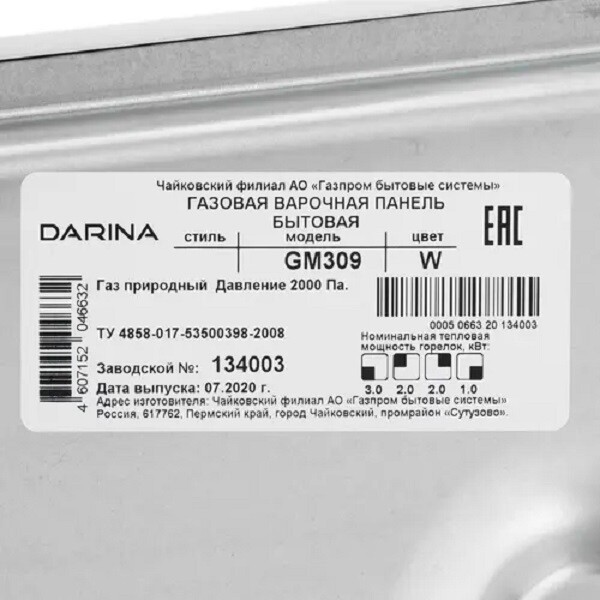 Чайковский филиал АО «Газпром бытовые системы»
ГАЗОВАЯ ВАРОЧНАЯ ПАНЕЛЬ
БЫТОВАЯ
DARINA
стиль модель цвет
GM309 W
EAC
Газ природный Давление 2000 Па.
4 607152 046632
0005 0663 20 134003
ТУ 4858-017-53500398-2008
Номинальная тепловая
мощность горелок, кВт:
Заводской №: 134003
3.0 2.0 2.0 1.0
Дата выпуска: 07.2020 г.
Адрес изготовителя: Чайковский филиал АО «Газпром бытовые системы»
Россия, 617762, Пермский край, город Чайковский, промрайон «Сутузово».